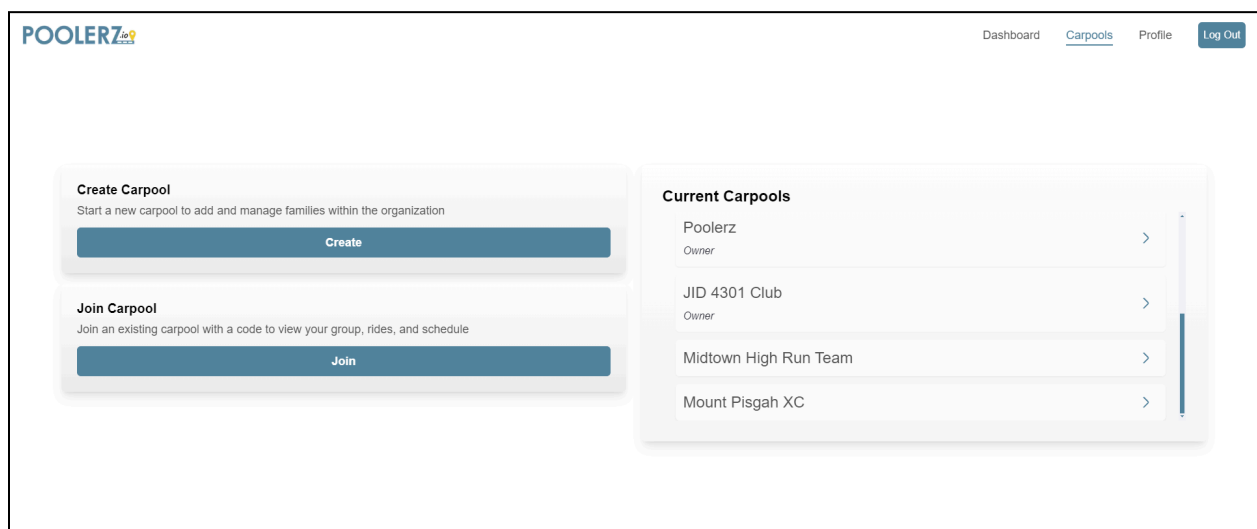 POOLERZ.io
Dashboard
Carpools
Profile
Log Out
Create Carpool
Start a new carpool to add and manage families within the organization
Create
Join Carpool
Join an existing carpool with a code to view your group, rides, and schedule
Join
Current Carpools
Poolerz
Owner
JID 4301 Club
Owner
Midtown High Run Team
Mount Pisgah XC